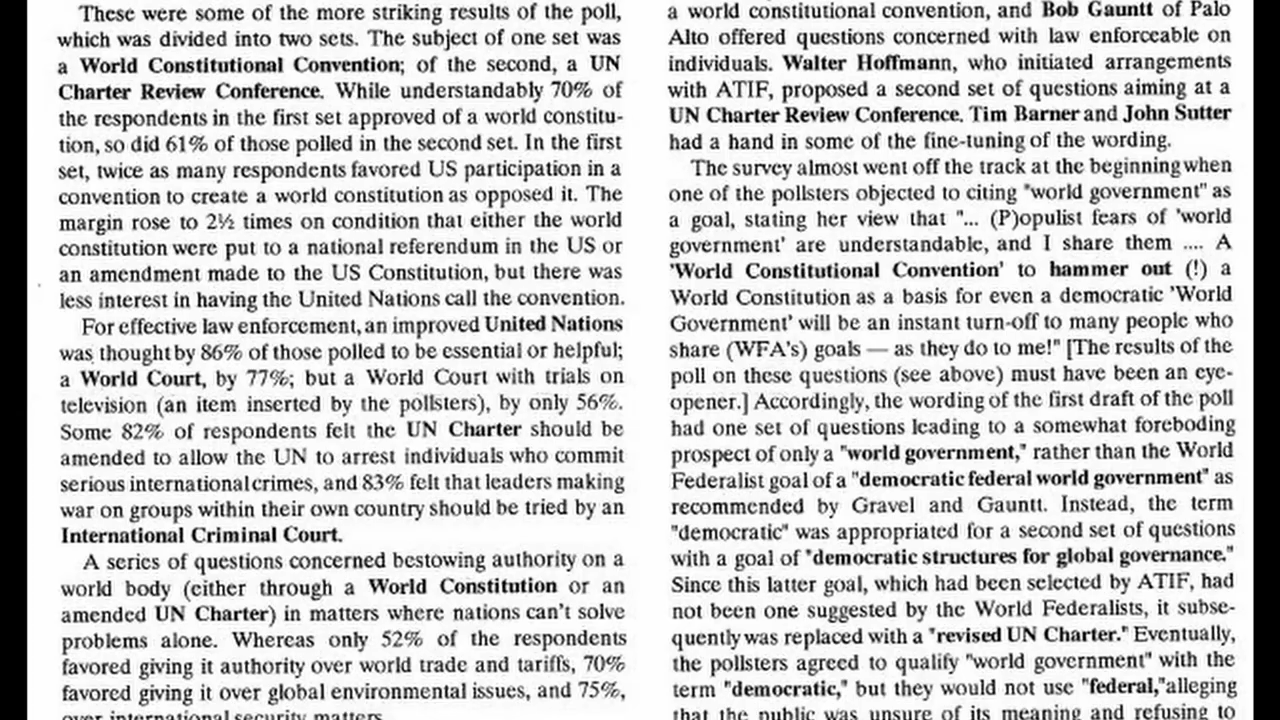 These were some of the more striking results of the poll,
which was divided into two sets. The subject of one set was
a World Constitutional Convention; of the second, a UN
Charter Review Conference. While understandably 70% of
the respondents in the first set approved of a world constitu-
tion, so did 61% of those polled in the second set. In the first
set, twice as many respondents favored US participation in a
convention to create a world constitution as opposed it. The
margin rose to 2½ times on condition that either the world
constitution were put to a national referendum in the US or
an amendment made to the US Constitution, but there was
less interest in having the United Nations call the convention.
For effective law enforcement, an improved United Nations
was thought by 86% of those polled to be essential or helpful;
a World Court, by 77%; but a World Court with trials on
television (an item inserted by the pollsters), by only 56%.
Some 82% of respondents felt the UN Charter should be
amended to allow the UN to arrest individuals who commit
serious international crimes, and 83% felt that leaders making
war on groups within their own country should be tried by an
International Criminal Court.
A series of questions concerned bestowing authority on a
world body (either through a World Constitution or an
amended UN Charter) in matters where nations can't solve
problems alone. Whereas only 52% of the respondents
favored giving it authority over world trade and tariffs, 70%
favored giving it over global environmental issues, and 75%,
over international security matters.
a world constitutional convention, and Bob Gauntt of Palo
Alto offered questions concerned with law enforceable on
individuals. Walter Hoffmann, who initiated arrangements
with ATIF, proposed a second set of questions aiming at a
UN Charter Review Conference. Tim Barner and John Sutter
had a hand in some of the fine-tuning of the wording.
The survey almost went off the track at the beginning when
one of the pollsters objected to citing "world government" as
a goal, stating her view that "... (P)opulist fears of 'world
government' are understandable, and I share them .... A
'World Constitutional Convention' to hammer out (!) a
World Constitution as a basis for even a democratic 'World
Government' will be an instant turn-off to many people who
share (WFA's) goals — as they do to me!" [The results of the
poll on these questions (see above) must have been an eye-
opener.] Accordingly, the wording of the first draft of the poll
had one set of questions leading to a somewhat foreboding
prospect of only a "world government," rather than the World
Federalist goal of a "democratic federal world government" as
recommended by Gravel and Gauntt. Instead, the term
"democratic" was appropriated for a second set of questions
with a goal of "democratic structures for global governance."
Since this latter goal, which had been selected by ATIF, had
not been one suggested by the World Federalists, it subse-
quently was replaced with a "revised UN Charter." Eventually,
the pollsters agreed to qualify "world government" with the
term "democratic," but they would not use "federal," alleging
that the public was unsure of its meaning and refusing to